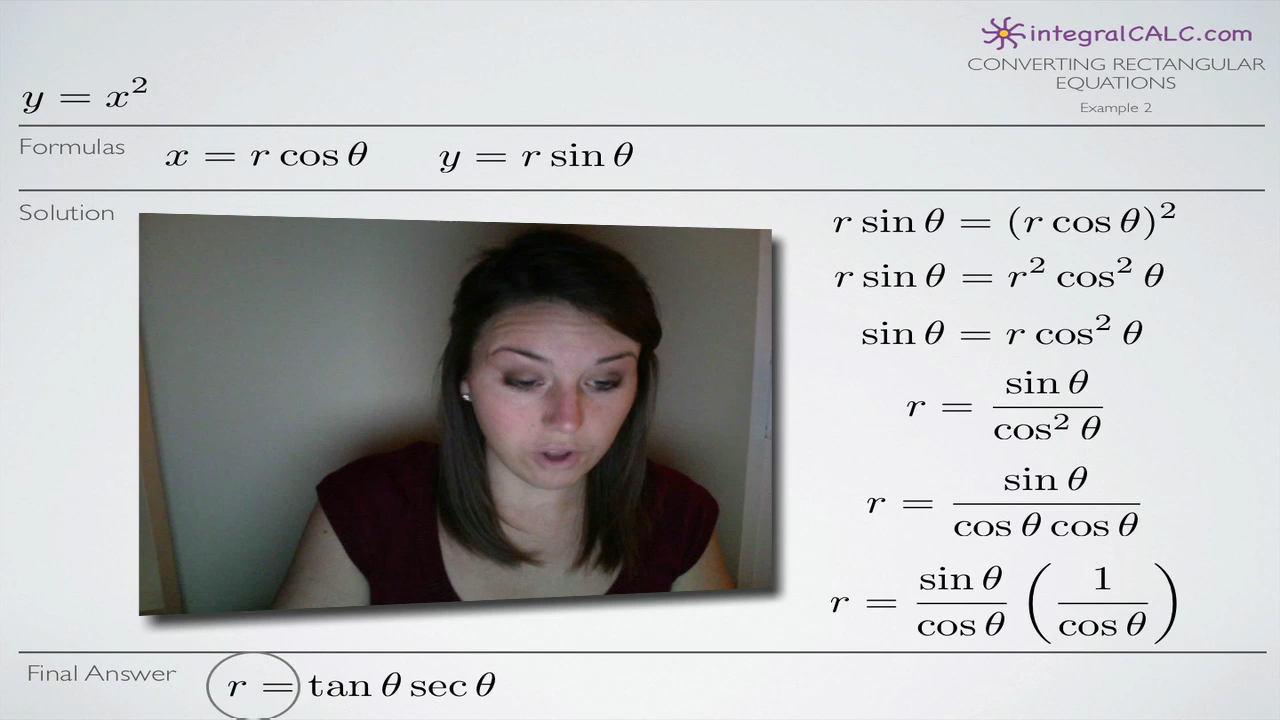 integralCALC.com
CONVERTING RECTANGULAR
EQUATIONS
Example 2
y = x²
Formulas x = r cos θ y = r sin θ
Solution
r sin θ = (r cos θ)²
r sin θ = r² cos² θ
sin θ = r cos² θ
r = sin θ / cos² θ
r = sin θ / cos θ cos θ
r = sin θ / cos θ (1 / cos θ)
Final Answer r = tan θ sec θ